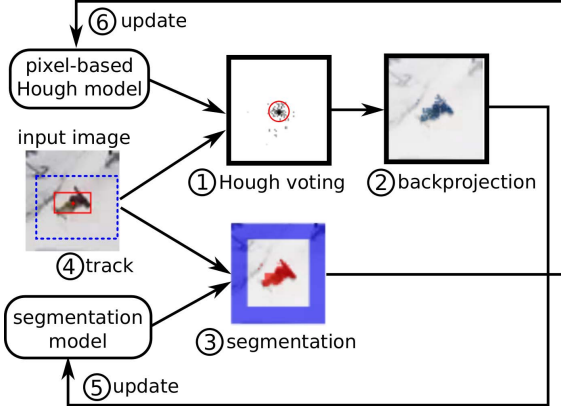 ⑥ update
pixel-based
Hough model
input image
① Hough voting
② backprojection
④ track
segmentation
model
③ segmentation
⑤ update